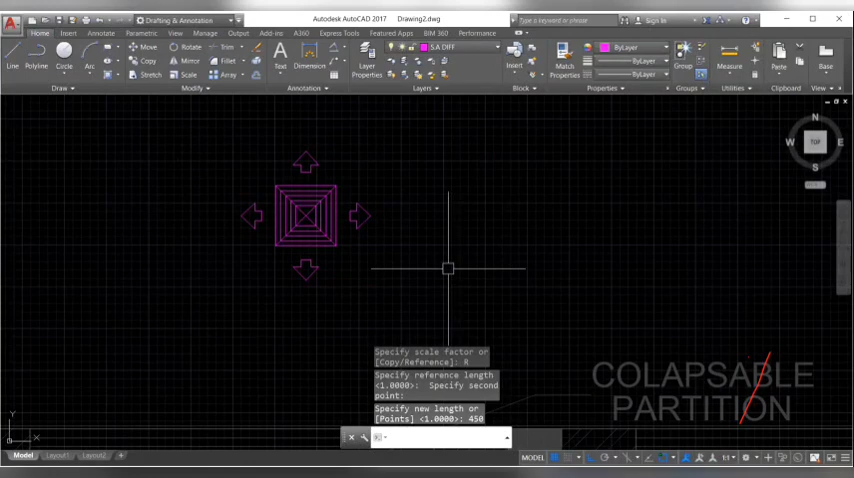 Drafting & Annotation
Autodesk AutoCAD 2017 Drawing2.dwg
Type a keyword or phrase
Sign In
Home Insert Annotate Parametric View Manage Output Add-ins A360 Express Tools Featured Apps BIM 360 Performance
Line
Polyline
Circle
Arc
Move
Rotate
Trim
Copy
Mirror
Fillet
Stretch
Scale
Array
Text
Dimension
Layer
Properties
S.A DIFF
Insert
Match
Properties
ByLayer
ByLayer
ByLayer
Group
Measure
Paste
Base
Draw
Modify
Annotation
Layers
Block
Properties
Groups
Utilities
Clipboard
View
N
W
TOP
E
S
Specify scale factor or
[Copy/Reference]: R
Specify reference length
<1.0000>: Specify second
point:
Specify new length or
[Points] <1.0000>: 450
COLAPSABLE
PARTITION
Y
X
Model Layout1 Layout2 +
MODEL
1:1